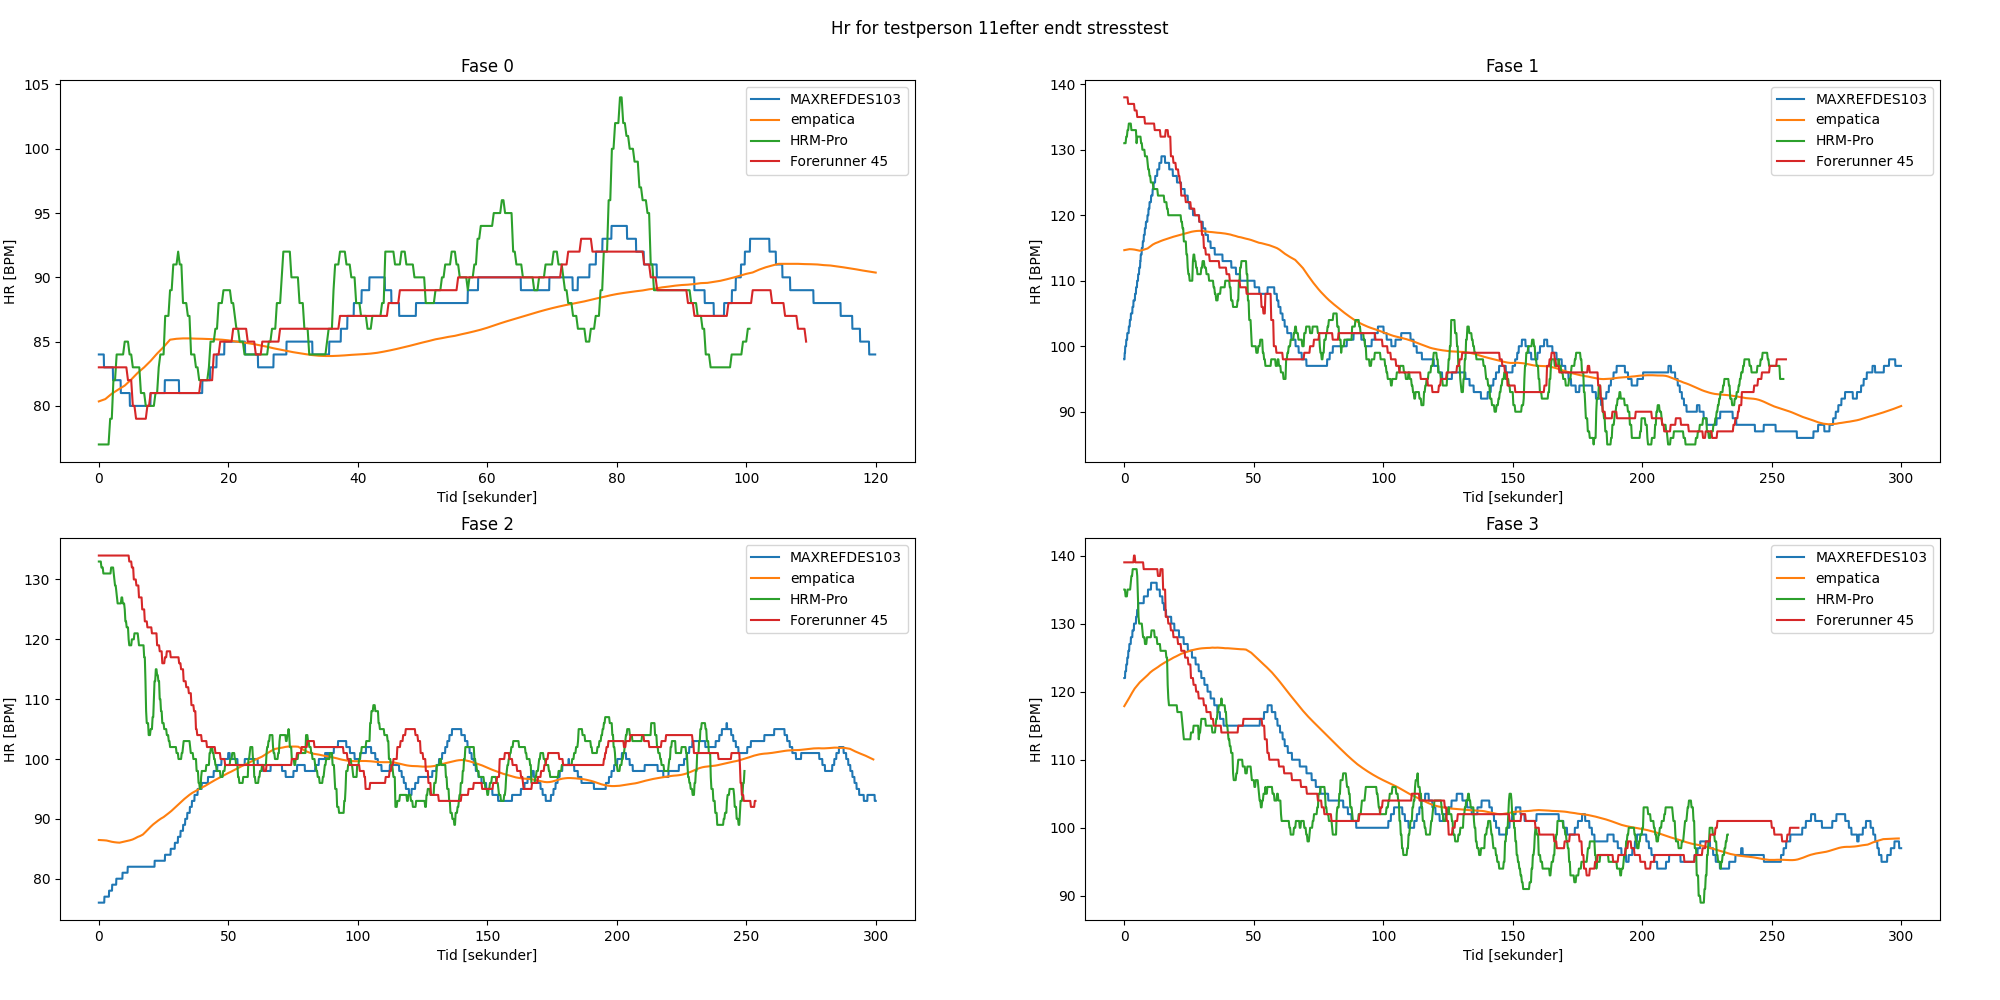 Hr for testperson 11efter endt stresstest
Fase 0
HR [BPM]
105
100
95
90
85
80
MAXREFDES103
empatica
HRM-Pro
Forerunner 45
0 20 40 60 80 100 120
Tid [sekunder]
Fase 1
HR [BPM]
140
130
120
110
100
90
MAXREFDES103
empatica
HRM-Pro
Forerunner 45
0 50 100 150 200 250 300
Tid [sekunder]
Fase 2
HR [BPM]
130
120
110
100
90
80
MAXREFDES103
empatica
HRM-Pro
Forerunner 45
0 50 100 150 200 250 300
Tid [sekunder]
Fase 3
HR [BPM]
140
130
120
110
100
90
MAXREFDES103
empatica
HRM-Pro
Forerunner 45
0 50 100 150 200 250 300
Tid [sekunder]